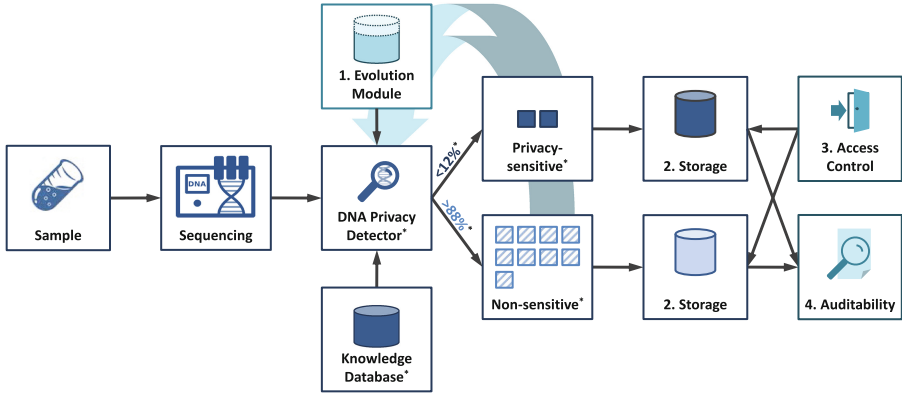 1. Evolution
Module
Sample
DNA
Sequencing
DNA Privacy
Detector*
Knowledge
Database*
<12%*
>88%*
Privacy-
sensitive*
Non-sensitive*
2. Storage
2. Storage
3. Access
Control
4. Auditability